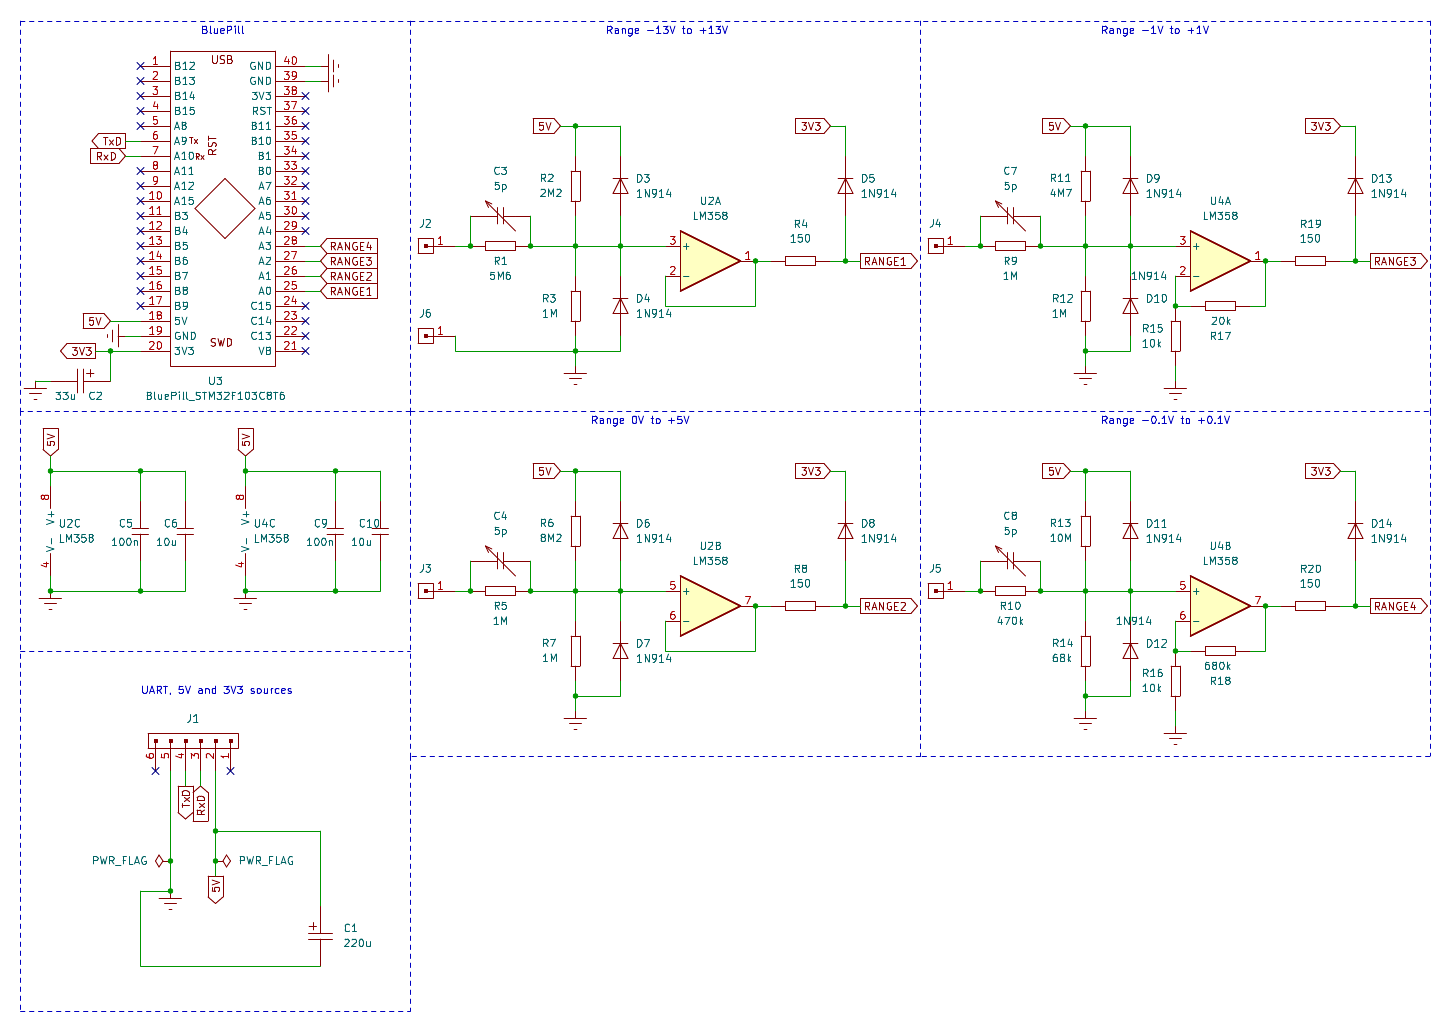 BluePill
USB
1 B12
2 B13
3 B14
4 B15
5 A8
TxD 6 A9 Tx
RxD 7 A10 Rx
RST
8 A11
9 A12
10 A15
11 B3
12 B4
13 B5
14 B6
15 B7
16 B8
17 B9
5V 18 5V
19 GND
3V3 20 3V3
GND 40
GND 39
3V3 38
RST 37
B11 36
B10 35
B1 34
B0 33
A7 32
A6 31
A5 30
A4 29
A3 28 RANGE4
A2 27 RANGE3
A1 26 RANGE2
A0 25 RANGE1
C15 24
C14 23
C13 22
VB 21
SWD
U3
BluePill_STM32F103C8T6
+
33u C2
Range -13V to +13V
5V
3V3
C3
5p
R2
2M2
D3
1N914
D5
1N914
U2A
LM358
J2
1
R1
5M6
3 +
2 -
1
R4
150
RANGE1
R3
1M
D4
1N914
J6
1
Range -1V to +1V
5V
3V3
C7
5p
R11
4M7
D9
1N914
D13
1N914
U4A
LM358
J4
1
R9
1M
3 +
2 -
1
R19
150
RANGE3
R12
1M
1N914
D10
R15
10k
20k
R17
5V
8
V+
V-
4
U2C
LM358
C5
100n
C6
10u
5V
8
V+
V-
4
U4C
LM358
C9
100n
C10
10u
Range 0V to +5V
5V
3V3
C4
5p
R6
8M2
D6
1N914
D8
1N914
U2B
LM358
J3
1
R5
1M
5 +
6 -
7
R8
150
RANGE2
R7
1M
D7
1N914
Range -0.1V to +0.1V
5V
3V3
C8
5p
R13
10M
D11
1N914
D14
1N914
U4B
LM358
J5
1
R10
470k
5 +
6 -
7
R20
150
RANGE4
R14
68k
1N914
D12
R16
10k
680k
R18
UART, 5V and 3V3 sources
J1
6 5 4 3 2 1
TxD
RxD
PWR_FLAG
PWR_FLAG
5V
+
C1
220u